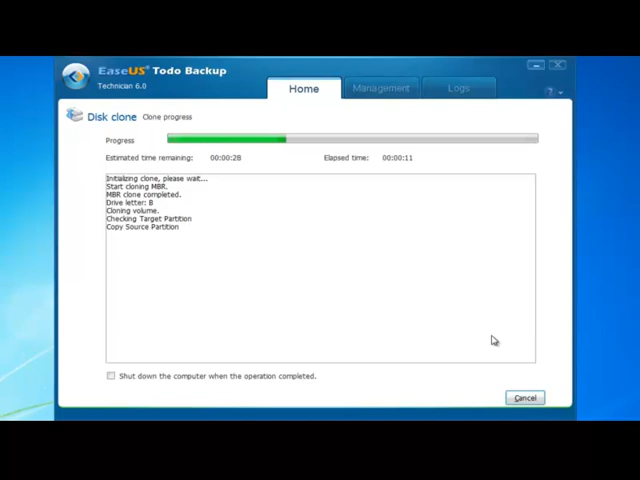 EaseUS® Todo Backup
Technician 6.0
Home
Management
Logs
?
Disk clone
Clone progress
Progress
Estimated time remaining: 00:00:28
Elapsed time: 00:00:11
Initializing clone, please wait...
Start cloning MBR.
MBR clone completed.
Drive letter: B
Cloning volume.
Checking Target Partition
Copy Source Partition
Shut down the computer when the operation completed.
Cancel